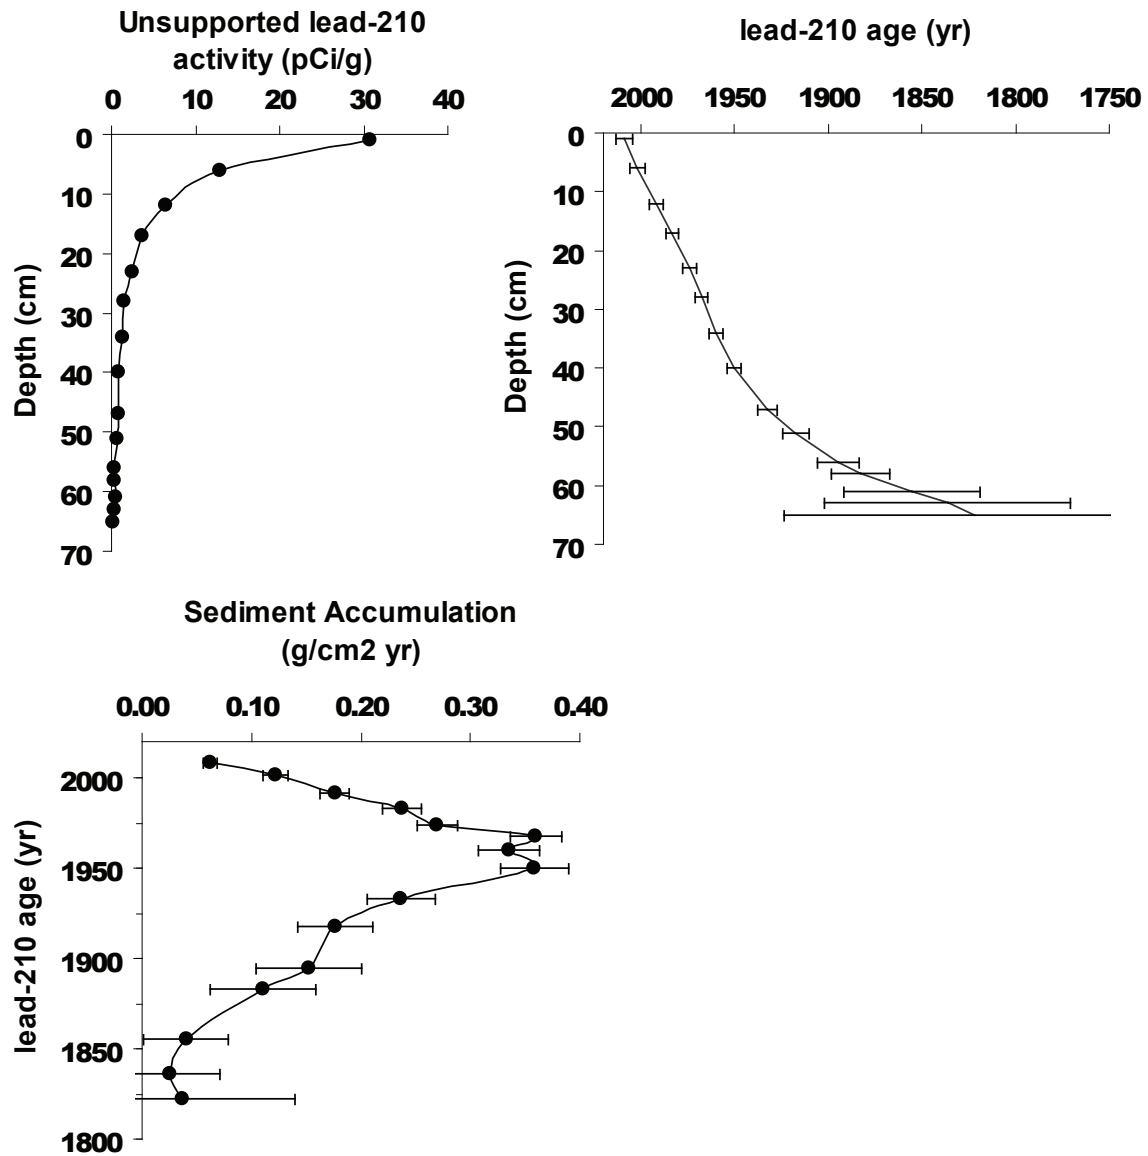 Unsupported lead-210
activity (pCi/g)
0 10 20 30 40
0
10
20
30
40
50
60
70
Depth (cm)
lead-210 age (yr)
2000 1950 1900 1850 1800 1750
0
10
20
30
40
50
60
70
Depth (cm)
Sediment Accumulation
(g/cm2 yr)
0.00 0.10 0.20 0.30 0.40
2000
1950
1900
1850
1800
lead-210 age (yr)